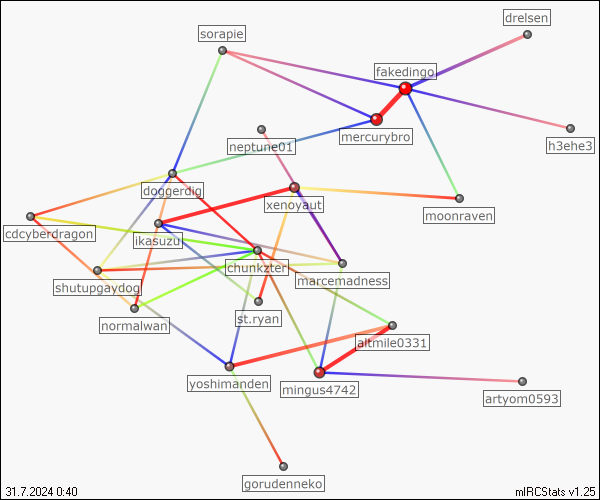 drelsen
sorapie
fakedingo
mercurybro
h3ehe3
neptune01
doggerdig
xenoyaut
moonraven
cdcyberdragon
ikasuzu
chunkzter
marcemadness
shutupgaydog
normalwan
st.ryan
altmile0331
yoshimanden
mingus4742
artyom0593
gorudenneko
31.7.2024 0:40
mIRCStats v1.25